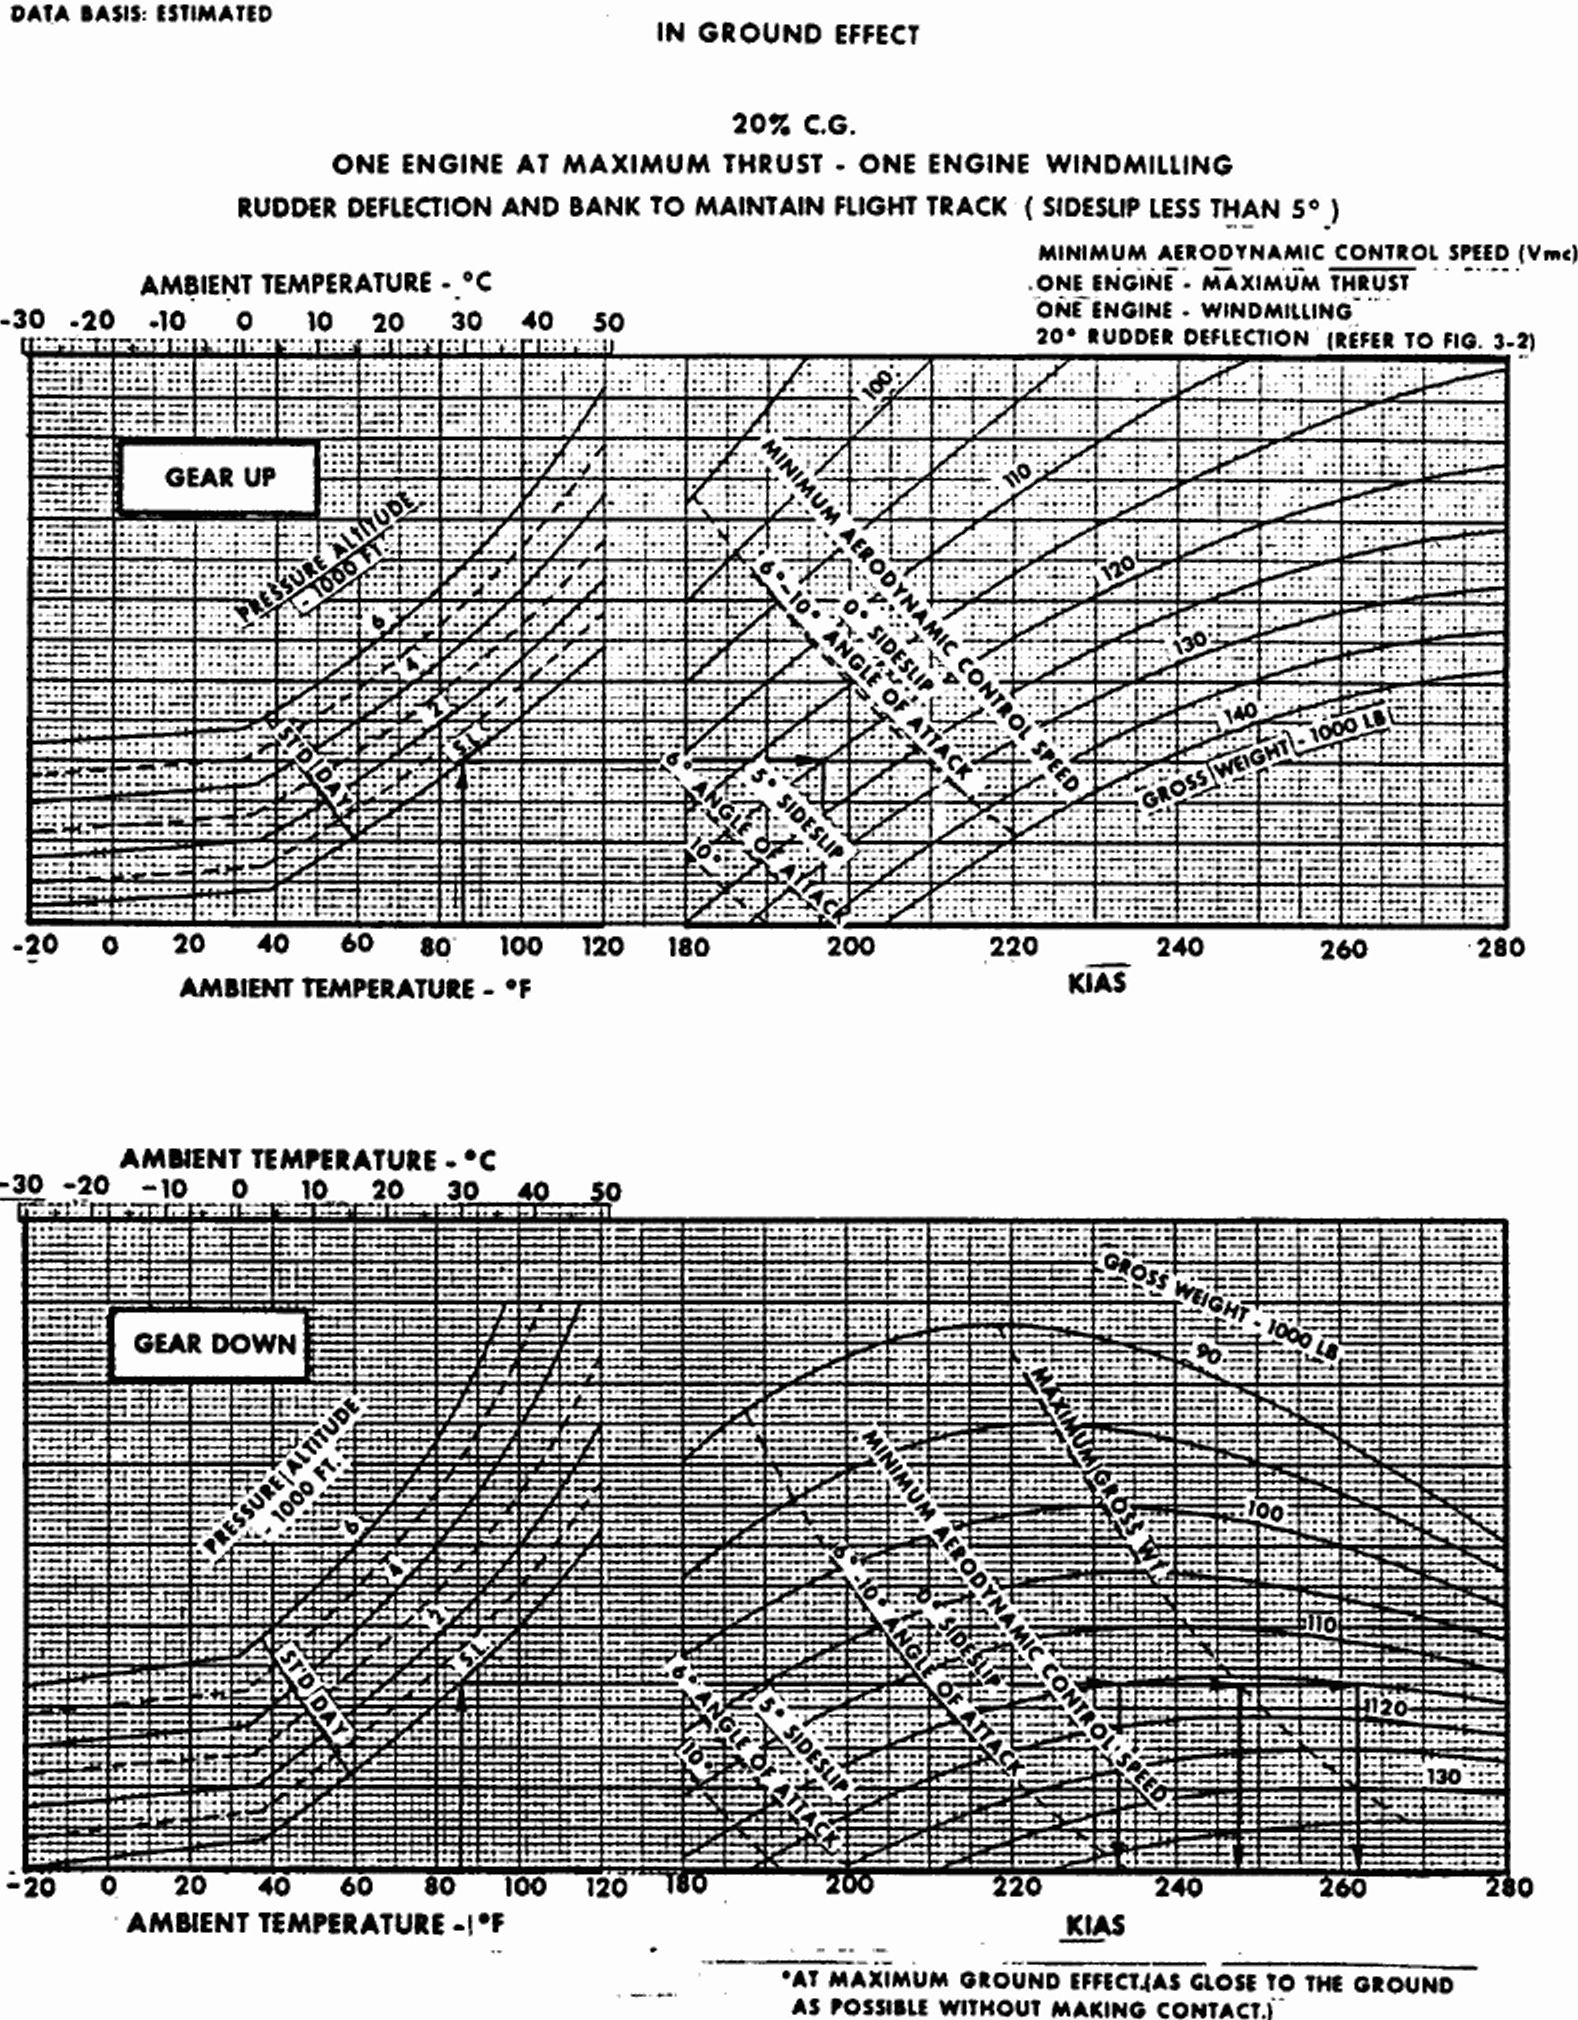 DATA BASIS: ESTIMATED
IN GROUND EFFECT
20% C.G.
ONE ENGINE AT MAXIMUM THRUST - ONE ENGINE WINDMILLING
RUDDER DEFLECTION AND BANK TO MAINTAIN FLIGHT TRACK ( SIDESLIP LESS THAN 5° )
MINIMUM AERODYNAMIC CONTROL SPEED (Vmc)
ONE ENGINE - MAXIMUM THRUST
ONE ENGINE - WINDMILLING
20° RUDDER DEFLECTION (REFER TO FIG. 3-2)
AMBIENT TEMPERATURE - °C
-30 -20 -10 0 10 20 30 40 50
GEAR UP
PRESSURE ALTITUDE
- 1000 FT
6
4
2
S.L.
STD DAY
100
110
120
130
140
GROSS WEIGHT - 1000 LB
MINIMUM AERODYNAMIC CONTROL SPEED
0° SIDESLIP
6°-10° ANGLE OF ATTACK
5° SIDESLIP
6° ANGLE OF ATTACK
10°
-20 0 20 40 60 80 100 120 180 200 220 240 260 280
AMBIENT TEMPERATURE - °F
KIAS
AMBIENT TEMPERATURE - °C
-30 -20 -10 0 10 20 30 40 50
GEAR DOWN
PRESSURE ALTITUDE
- 1000 FT.
6
4
2
S.L.
STD DAY
GROSS WEIGHT - 1000 LB
90
100
110
120
130
MAXIMUM GROSS WT.
MINIMUM AERODYNAMIC CONTROL SPEED
0° SIDESLIP
6°-10° ANGLE OF ATTACK
5° SIDESLIP
6° ANGLE OF ATTACK
10°
-20 0 20 40 60 80 100 120 180 200 220 240 260 280
AMBIENT TEMPERATURE - °F
KIAS
*AT MAXIMUM GROUND EFFECT.(AS CLOSE TO THE GROUND
AS POSSIBLE WITHOUT MAKING CONTACT.)